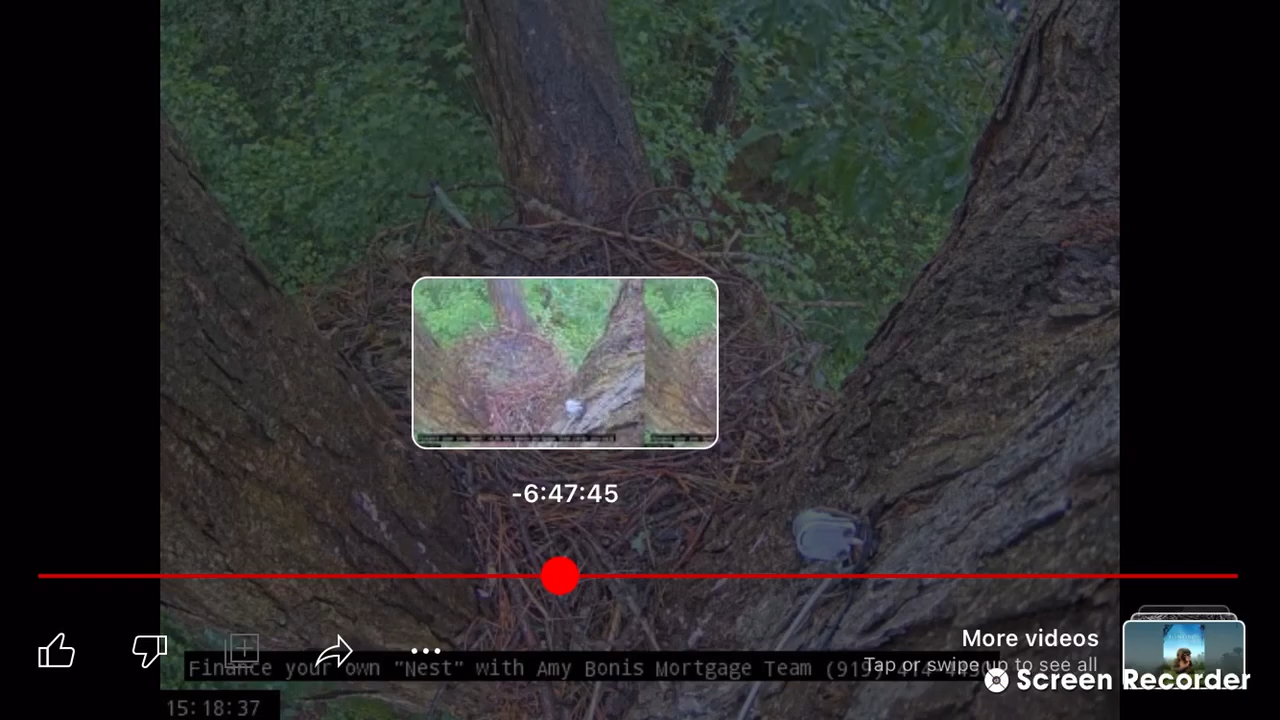 -6:47:45
More videos
Tap or swipe up to see all
Finance your own "Nest" with Amy Bonis Mortgage Team (919)
Screen Recorder
15:18:37